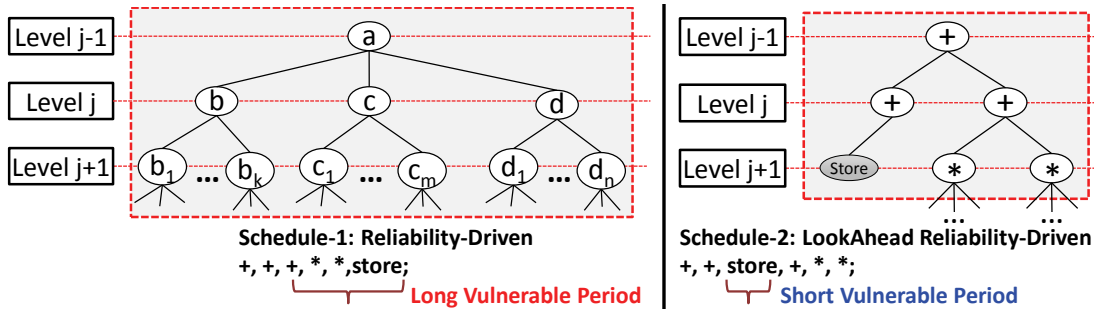 Level j-1
a
Level j
b
c
d
Level j+1
b1
...
bk
c1
...
cm
d1
...
dn
Schedule-1: Reliability-Driven
+, +, +, *, *,store;
Long Vulnerable Period
Level j-1
+
Level j
+
+
Level j+1
Store
*
*
...
...
Schedule-2: LookAhead Reliability-Driven
+, +, store, +, *, *;
Short Vulnerable Period